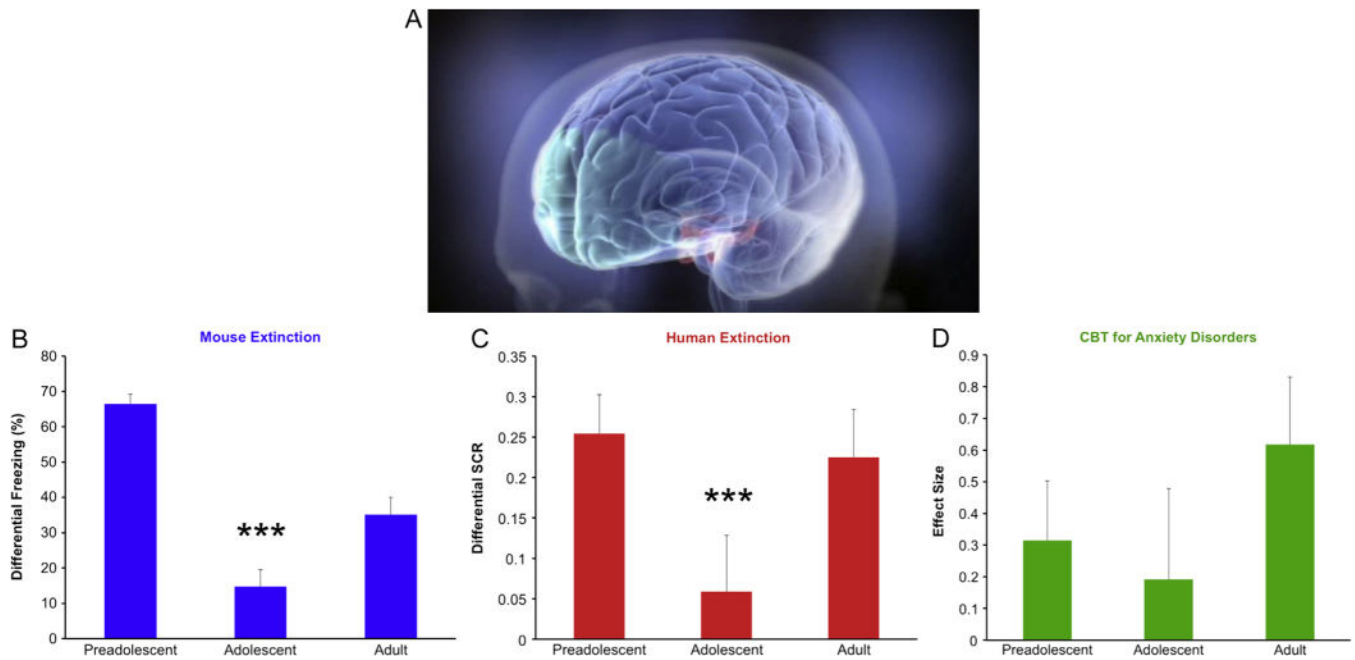 A
B
Mouse Extinction
Differential Freezing (%)
80
70
60
50
40
30
20
10
0
***
Preadolescent
Adolescent
Adult
C
Human Extinction
Differential SCR
0.35
0.3
0.25
0.2
0.15
0.1
0.05
0
***
Preadolescent
Adolescent
Adult
D
CBT for Anxiety Disorders
Effect Size
0.9
0.8
0.7
0.6
0.5
0.4
0.3
0.2
0.1
0
Preadolescent
Adolescent
Adult